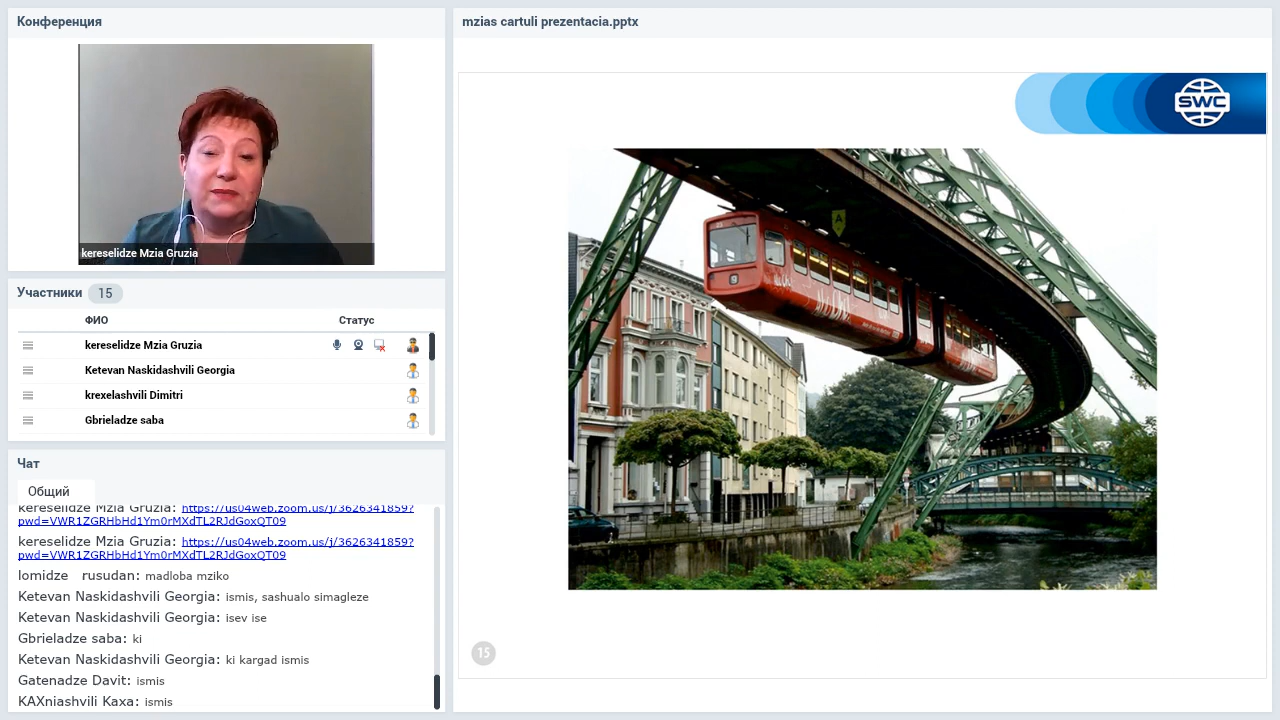 Конференция
kereselidze Mzia Gruzia
Участники 15
ФИО Статус
kereselidze Mzia Gruzia
Ketevan Naskidashvili Georgia
krexelashvili Dimitri
Gbrieladze saba
Чат
Общий
kereselidze Mzia Gruzia: https://us04web.zoom.us/j/3626341859?
pwd=VWR1ZGRHbHd1Ym0rMXdTL2RJdGoxQT09
kereselidze Mzia Gruzia: https://us04web.zoom.us/j/3626341859?
pwd=VWR1ZGRHbHd1Ym0rMXdTL2RJdGoxQT09
lomidze rusudan: madloba mziko
Ketevan Naskidashvili Georgia: ismis, sashualo simagleze
Ketevan Naskidashvili Georgia: isev ise
Gbrieladze saba: ki
Ketevan Naskidashvili Georgia: ki kargad ismis
Gatenadze Davit: ismis
KAXniashvili Kaxa: ismis
mzias cartuli prezentacia.pptx
SWC
A
15